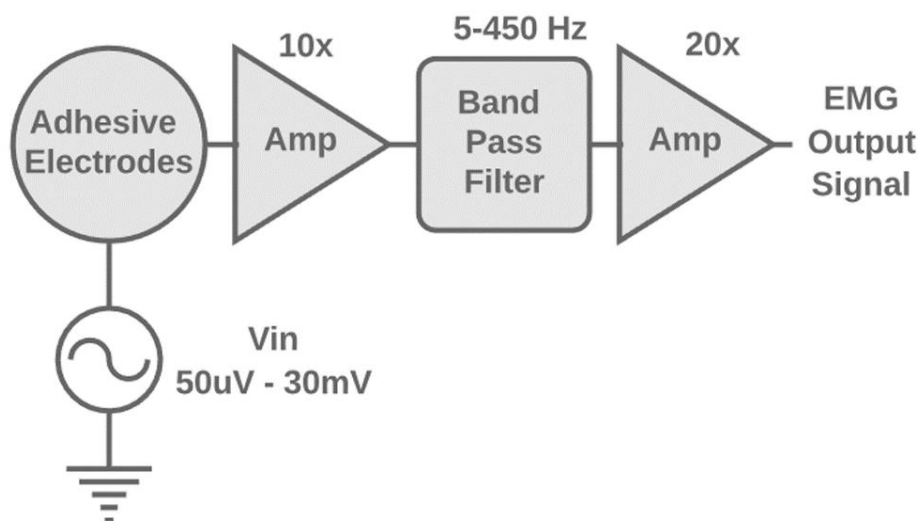 Adhesive
Electrodes
10x
Amp
5-450 Hz
Band
Pass
Filter
20x
Amp
EMG
Output
Signal
Vin
50uV - 30mV